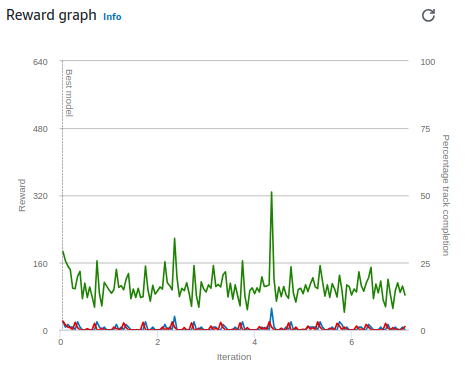 Reward graph Info
640
480
320
160
0
Reward
Best model
100
75
50
25
0
Percentage track completion
0
2
4
6
Iteration